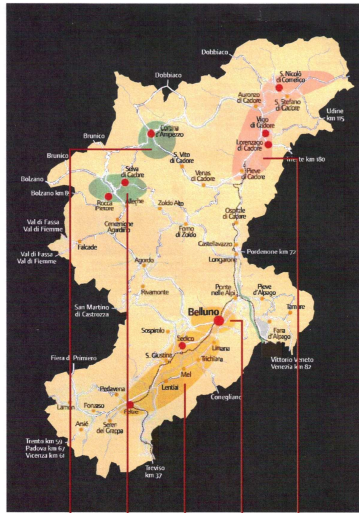 Dobbiaco
Dobbiaco
S. Nicolò
di Comelico
Auronzo
di Cadore
S. Stefano
di Cadore
Udine
km 115
Brunico
Cortina
d'Ampezzo
Vigo
di Cadore
Lorenzago
di Cadore
Brunico
S. Vito
di Cadore
Trieste km 180
Bolzano
Selva
di Cadore
Venas
di Cadore
Pieve
di Cadore
Bolzano km
Rocca
Pietore
Alleghe
Zoldo Alto
Ospitale
di Cadore
Val di Fassa
Val di Fiemme
Cencenighe
Agordino
Forno
di Zoldo
Val di Fassa
Val di Fiemme
Falcade
Castellavazzo
Pordenone km 72
Agordo
Longarone
Rivamonte
Ponte
nelle Alpi
Pieve
d'Alpago
San Martino
di Castrozza
Belluno
Tambre
Sospirolo
Sedico
Farra
d'Alpago
Limana
Fiera di Primiero
S. Giustina
Trichiana
Vittorio Veneto
Venezia km 82
Mel
Pedavena
Lentiai
Conegliano
Lamon
Fonzaso
Feltre
Arsiè
Seren
del Grappa
Trento km 59
Padova km 67
Vicenza km 61
Treviso
km 37